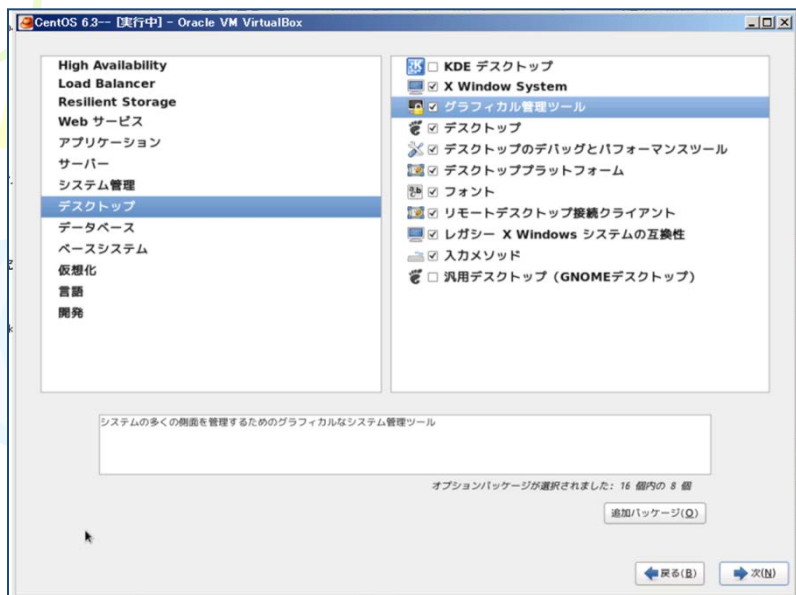 CentOS 6.3-- [実行中] - Oracle VM VirtualBox
High Availability
Load Balancer
Resilient Storage
Web サービス
アプリケーション
サーバー
システム管理
デスクトップ
データベース
ベースシステム
仮想化
言語
開発
KDE デスクトップ
X Window System
グラフィカル管理ツール
デスクトップ
デスクトップのデバッグとパフォーマンスツール
デスクトッププラットフォーム
フォント
リモートデスクトップ接続クライアント
レガシー X Windows システムの互換性
入力メソッド
汎用デスクトップ（GNOMEデスクトップ）
システムの多くの側面を管理するためのグラフィカルなシステム管理ツール
オプションパッケージが選択されました: 16 個内の 8 個
追加パッケージ(O)
戻る(B)
次(N)